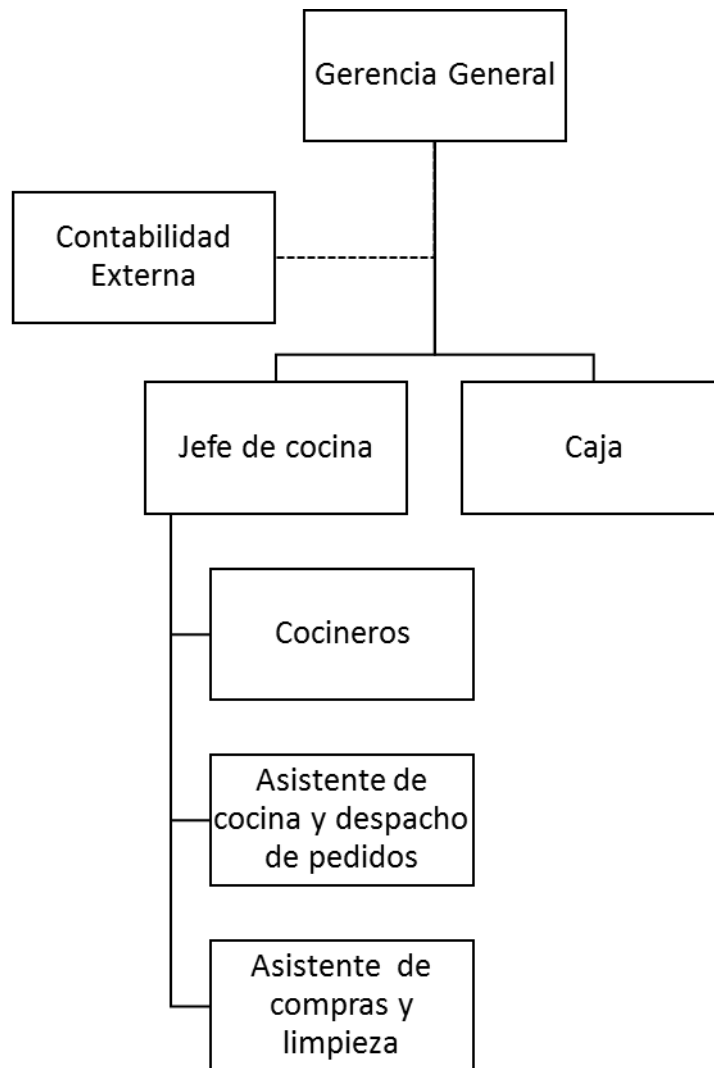 Gerencia General
Contabilidad
Externa
Jefe de cocina
Caja
Cocineros
Asistente de
cocina y despacho
de pedidos
Asistente de
compras y
limpieza